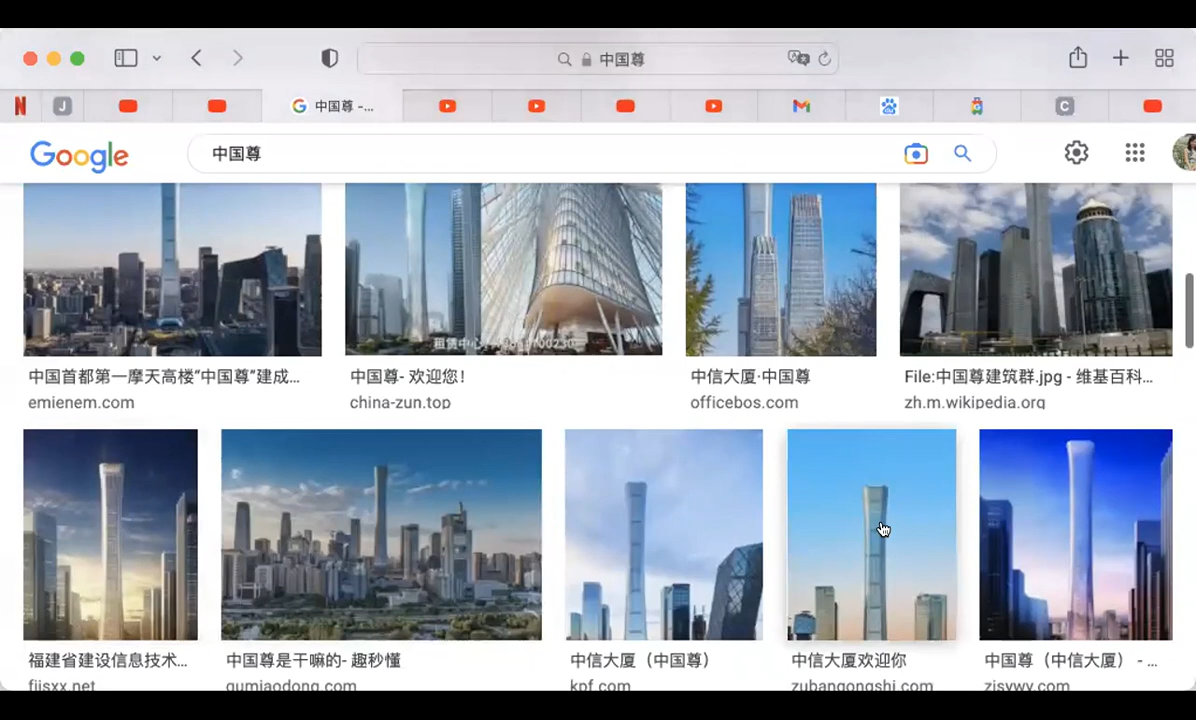 中国尊
N
J
中国尊 -...
C
Google
中国尊
中国首都第一摩天高楼“中国尊”建成...
emienem.com
中国尊- 欢迎您！
china-zun.top
中信大厦·中国尊
officebos.com
File:中国尊建筑群.jpg - 维基百科...
zh.m.wikipedia.org
福建省建设信息技术...
fjjsxx.net
中国尊是干嘛的- 趣秒懂
qumiaodong.com
中信大厦（中国尊）
kpf.com
中信大厦欢迎你
zubangongshi.com
中国尊（中信大厦） - ...